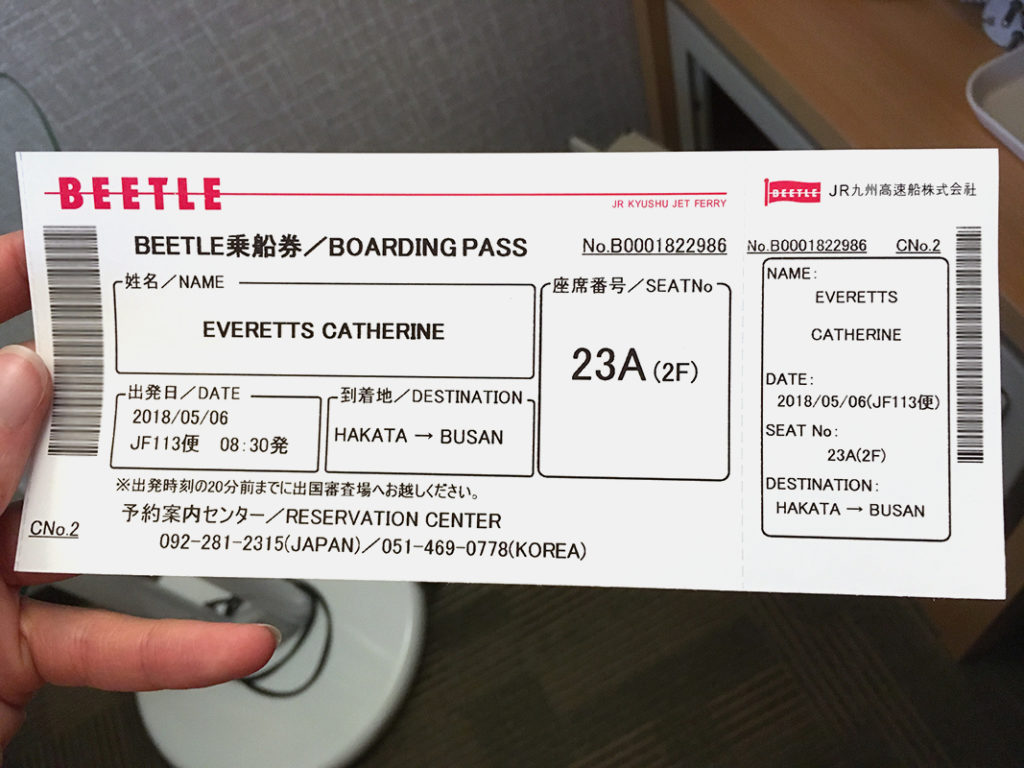 BEETLE
JR KYUSHU JET FERRY
BEETLE乗船券／BOARDING PASS
No.B0001822986
姓名／NAME
EVERETTS CATHERINE
座席番号／SEATNo
23A (2F)
出発日／DATE
2018/05/06
JF113便 08:30発
到着地／DESTINATION
HAKATA → BUSAN
※出発時刻の20分前までに出国審査場へお越しください。
予約案内センター／RESERVATION CENTER
092-281-2315(JAPAN)／051-469-0778(KOREA)
CNo.2
BEETLE JR九州高速船株式会社
No.B0001822986 CNo.2
NAME:
EVERETTS
CATHERINE
DATE:
2018/05/06(JF113便)
SEAT No:
23A(2F)
DESTINATION:
HAKATA → BUSAN